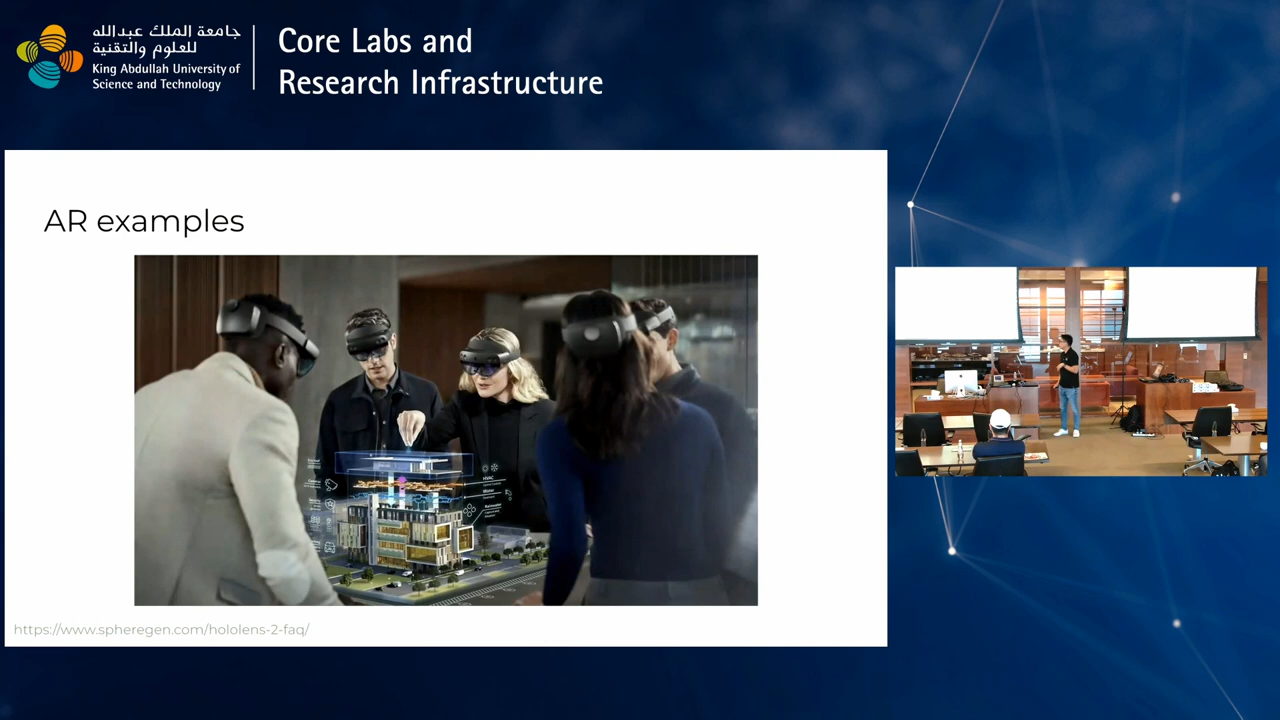 جامعة الملك عبدالله
للعلوم والتقنية
King Abdullah University of
Science and Technology
Core Labs and
Research Infrastructure
AR examples
HVAC
https://www.spheregen.com/hololens-2-faq/